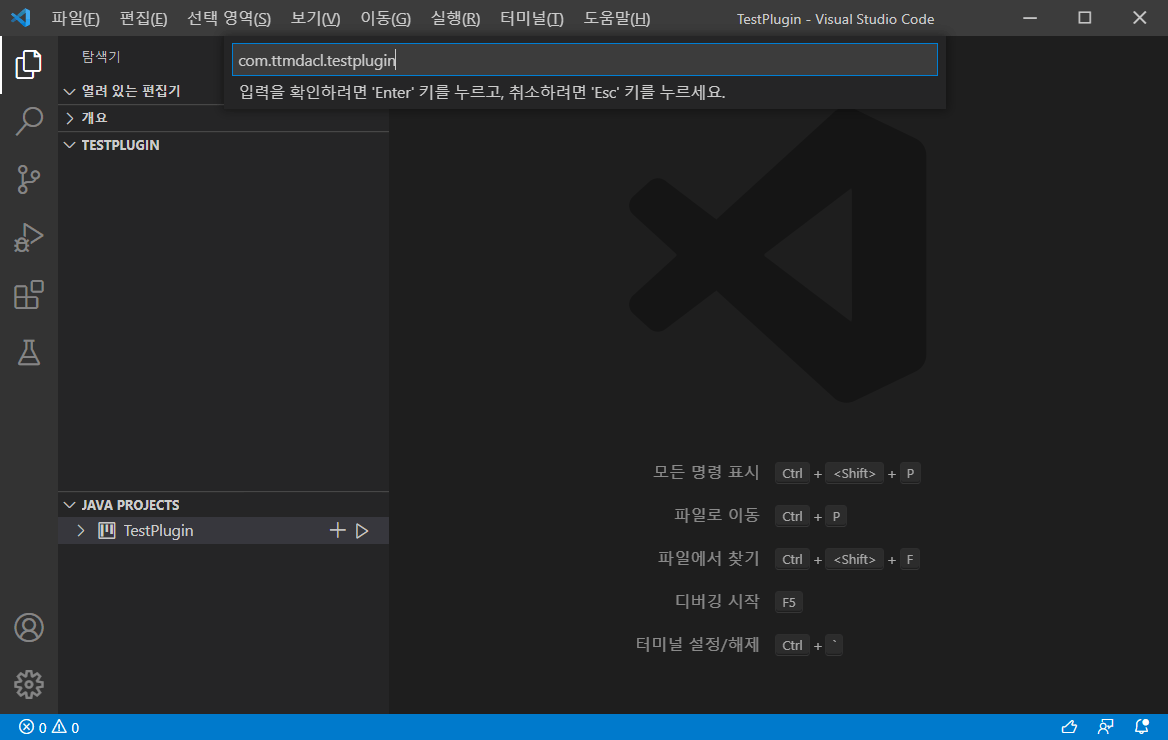 파일(F) 편집(E) 선택 영역(S) 보기(V) 이동(G) 실행(R) 터미널(T) 도움말(H) TestPlugin - Visual Studio Code
탐색기
com.ttmdacl.testplugin
입력을 확인하려면 'Enter' 키를 누르고, 취소하려면 'Esc' 키를 누르세요.
열려 있는 편집기
개요
TESTPLUGIN
모든 명령 표시 Ctrl + <Shift> + P
파일로 이동 Ctrl + P
파일에서 찾기 Ctrl + <Shift> + F
디버깅 시작 F5
터미널 설정/해제 Ctrl + `
JAVA PROJECTS
TestPlugin
0 0